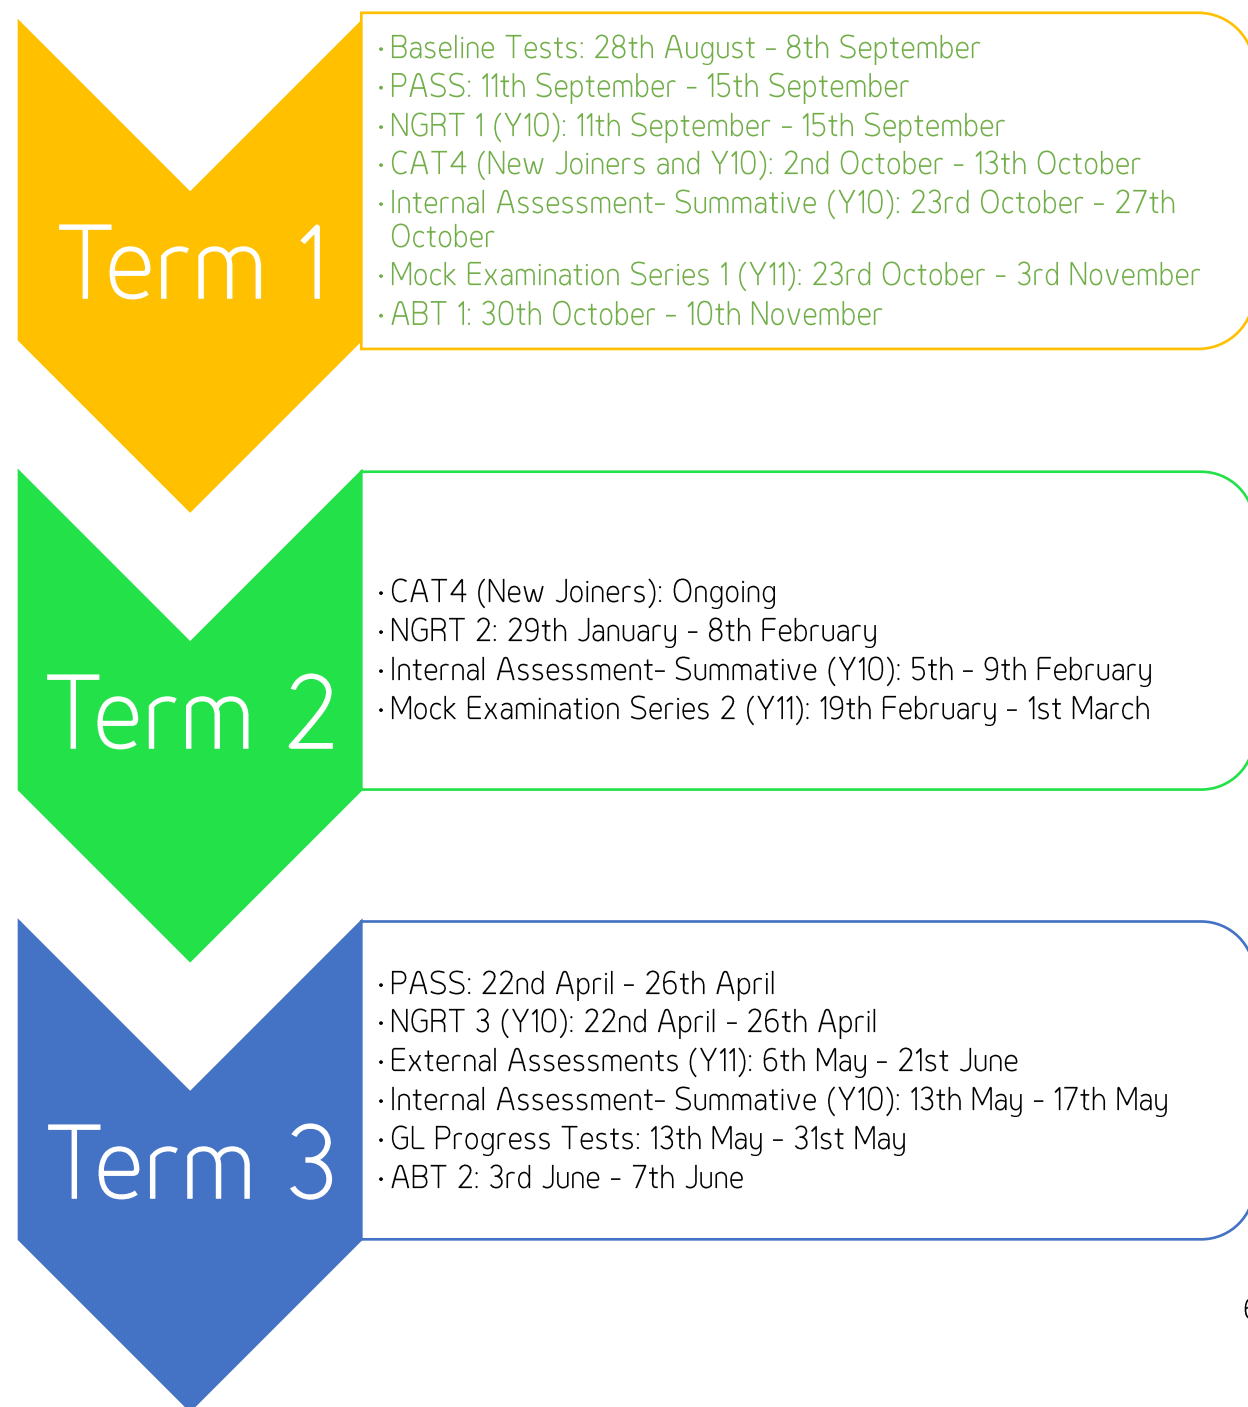 Term 1
· Baseline Tests: 28th August - 8th September
· PASS: 11th September - 15th September
· NGRT 1 (Y10): 11th September - 15th September
· CAT4 (New Joiners and Y10): 2nd October - 13th October
· Internal Assessment- Summative (Y10): 23rd October - 27th
October
· Mock Examination Series 1 (Y11): 23rd October - 3rd November
· ABT 1: 30th October - 10th November
Term 2
· CAT4 (New Joiners): Ongoing
· NGRT 2: 29th January - 8th February
· Internal Assessment- Summative (Y10): 5th - 9th February
· Mock Examination Series 2 (Y11): 19th February - 1st March
Term 3
· PASS: 22nd April - 26th April
· NGRT 3 (Y10): 22nd April - 26th April
· External Assessments (Y11): 6th May - 21st June
· Internal Assessment- Summative (Y10): 13th May - 17th May
· GL Progress Tests: 13th May - 31st May
· ABT 2: 3rd June - 7th June